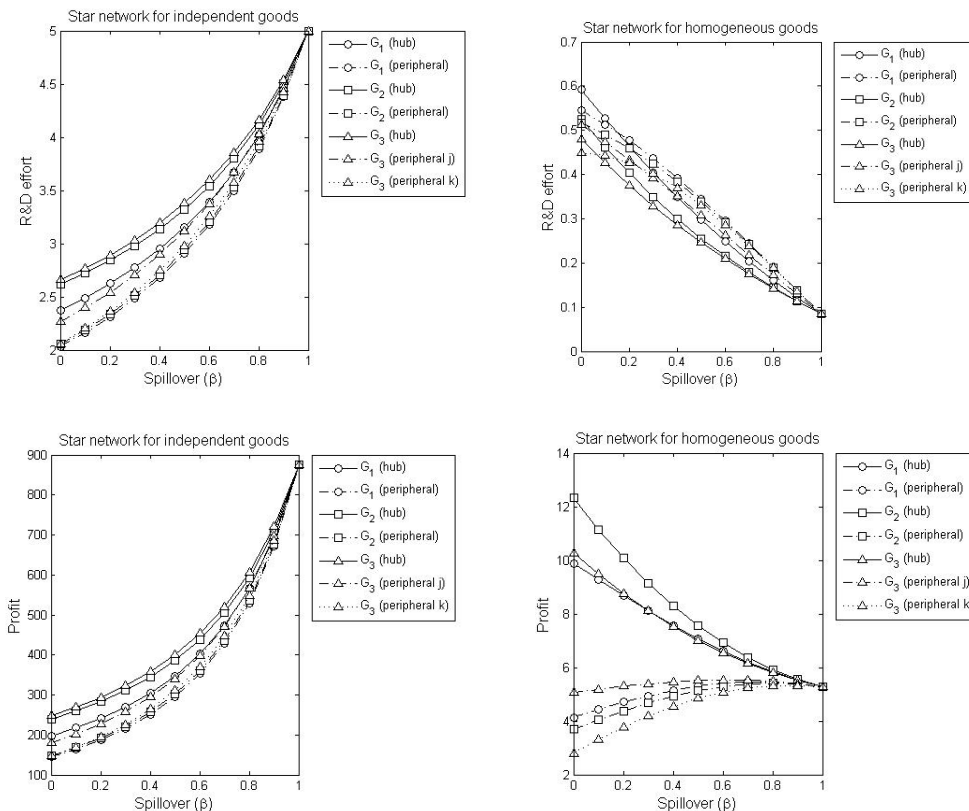 Star network for independent goods
5
4.5
4
3.5
3
2.5
2
R&D effort
0
0.2
0.4
0.6
0.8
1
Spillover (β)
G1 (hub)
G1 (peripheral)
G2 (hub)
G2 (peripheral)
G3 (hub)
G3 (peripheral j)
G3 (peripheral k)
Star network for homogeneous goods
0.7
0.6
0.5
0.4
0.3
0.2
0.1
0
R&D effort
0
0.2
0.4
0.6
0.8
1
Spillover (β)
G1 (hub)
G1 (peripheral)
G2 (hub)
G2 (peripheral)
G3 (hub)
G3 (peripheral j)
G3 (peripheral k)
Star network for independent goods
900
800
700
600
500
400
300
200
100
Profit
0
0.2
0.4
0.6
0.8
1
Spillover (β)
G1 (hub)
G1 (peripheral)
G2 (hub)
G2 (peripheral)
G3 (hub)
G3 (peripheral j)
G3 (peripheral k)
Star network for homogeneous goods
14
12
10
8
6
4
2
Profit
0
0.2
0.4
0.6
0.8
1
Spillover (β)
G1 (hub)
G1 (peripheral)
G2 (hub)
G2 (peripheral)
G3 (hub)
G3 (peripheral j)
G3 (peripheral k)